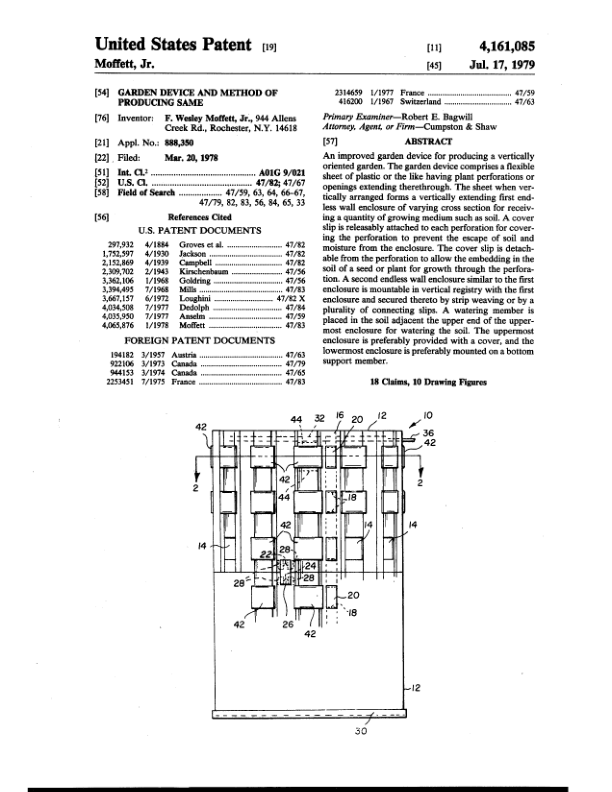 United States Patent [19]
[11] 4,161,085
Moffett, Jr.
[45] Jul. 17, 1979
[54] GARDEN DEVICE AND METHOD OF
PRODUCING SAME
[76] Inventor: F. Wesley Moffett, Jr., 944 Allens
Creek Rd., Rochester, N.Y. 14618
[21] Appl. No.: 888,350
[22] Filed: Mar. 20, 1978
[51] Int. Cl.² ........................................ A01G 9/021
[52] U.S. Cl. ........................................ 47/82; 47/67
[58] Field of Search ................ 47/59, 63, 64, 66-67,
47/79, 82, 83, 56, 84, 65, 33
[56] References Cited
U.S. PATENT DOCUMENTS
297,932 4/1884 Groves et al. ........................ 47/82
1,752,597 4/1930 Jackson ................................ 47/82
2,152,869 4/1939 Campbell ............................. 47/82
2,309,702 2/1943 Kirschenbaum ...................... 47/56
3,362,106 1/1968 Goldring .............................. 47/56
3,394,495 7/1968 Mills .................................... 47/83
3,667,157 6/1972 Loughini ........................... 47/82 X
4,034,508 7/1977 Dedolph ............................... 47/84
4,035,950 7/1977 Anselm ................................ 47/59
4,065,876 1/1978 Moffett ................................ 47/83
FOREIGN PATENT DOCUMENTS
194182 3/1957 Austria .................................... 47/63
922106 3/1973 Canada .................................... 47/79
944153 3/1974 Canada .................................... 47/65
2253451 7/1975 France .................................... 47/83
2314659 1/1977 France .................................... 47/59
416200 1/1967 Switzerland ............................. 47/63
Primary Examiner—Robert E. Bagwill
Attorney, Agent, or Firm—Cumpston & Shaw
[57] ABSTRACT
An improved garden device for producing a vertically
oriented garden. The garden device comprises a flexible
sheet of plastic or the like having plant perforations or
openings extending therethrough. The sheet when ver-
tically arranged forms a vertically extending first end-
less wall enclosure of varying cross section for receiv-
ing a quantity of growing medium such as soil. A cover
slip is releasably attached to each perforation for cover-
ing the perforation to prevent the escape of soil and
moisture from the enclosure. The cover slip is detach-
able from the perforation to allow the embedding in the
soil of a seed or plant for growth through the perfora-
tion. A second endless wall enclosure similar to the first
enclosure is mountable in vertical registry with the first
enclosure and secured thereto by strip weaving or by a
plurality of connecting slips. A watering member is
placed in the soil adjacent the upper end of the upper-
most enclosure for watering the soil. The uppermost
enclosure is preferably provided with a cover, and the
lowermost enclosure is preferably mounted on a bottom
support member.
18 Claims, 10 Drawing Figures
42 44 32 16 20 12 10
36
42
2 42 2
44 18
42 14 14
14
22 28 24
28 28
20
18
42 26 42
12
30